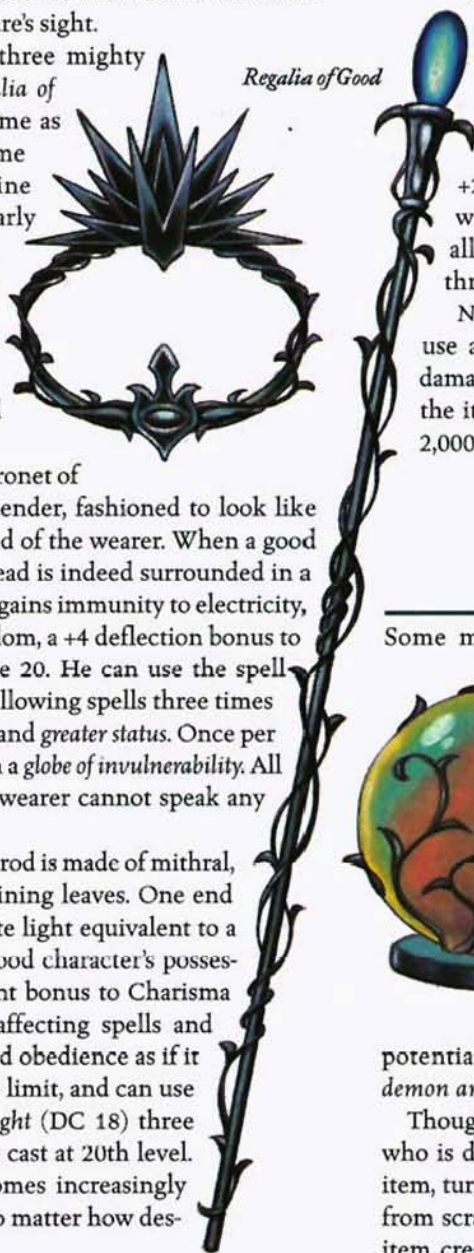 re's sight.
three mighty
lia of
me as
me
ine
arly
Regalia of Good
ronet of
ender, fashioned to look like
d of the wearer. When a good
ead is indeed surrounded in a
gains immunity to electricity,
dom, a +4 deflection bonus to
e 20. He can use the spell
llowing spells three times
and greater status. Once per
a globe of invulnerability. All
wearer cannot speak any
rod is made of mithral,
ining leaves. One end
te light equivalent to a
ood character's posses-
nt bonus to Charisma
affecting spells and
d obedience as if it
limit, and can use
ght (DC 18) three
cast at 20th level.
omes increasingly
o matter how des-
+2
w
all
thr
N
use a
dama
the it
2,000
Some m
potentia
demon an
Though
who is d
item, tur
from scra
item cre